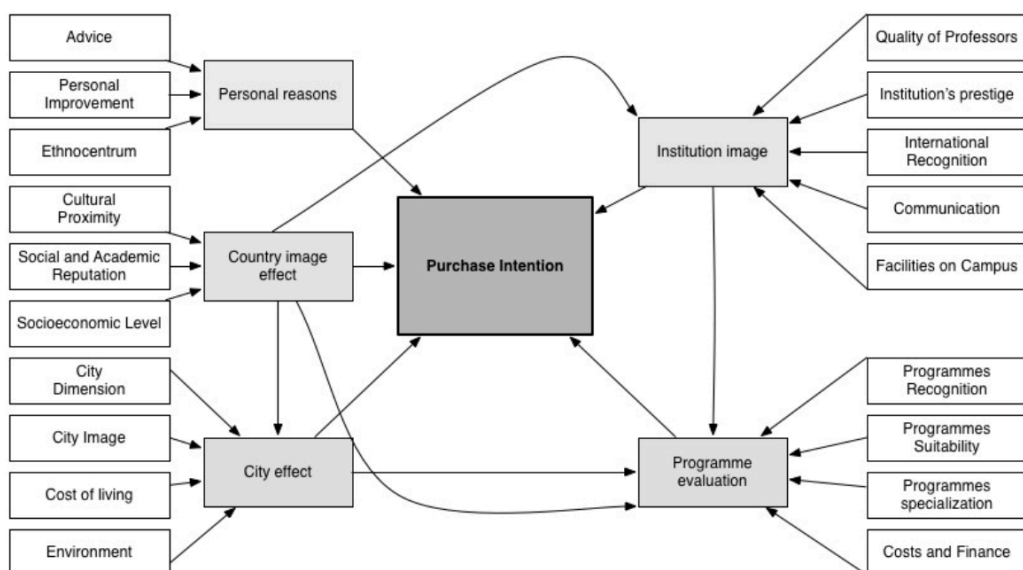 Advice
Personal
Improvement
Ethnocentrum
Cultural
Proximity
Social and Academic
Reputation
Socioeconomic Level
City
Dimension
City Image
Cost of living
Environment
Personal reasons
Country image
effect
City effect
Purchase Intention
Institution image
Programme
evaluation
Quality of Professors
Institution's prestige
International
Recognition
Communication
Facilities on Campus
Programmes
Recognition
Programmes
Suitability
Programmes
specialization
Costs and Finance